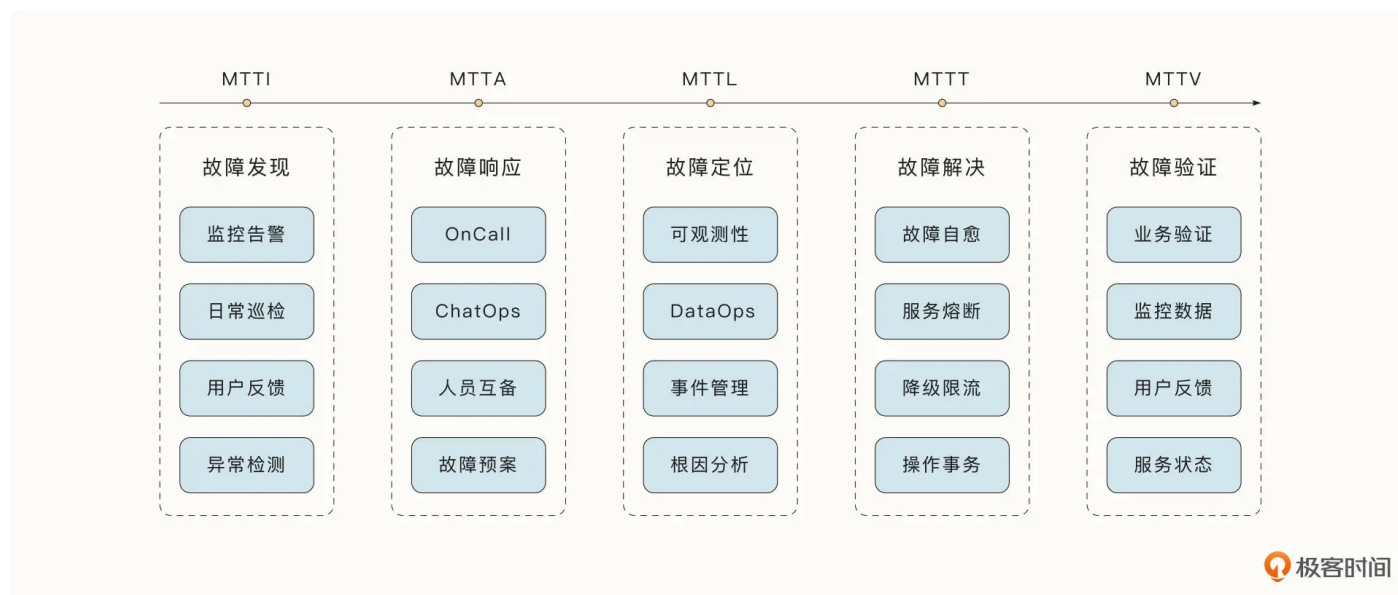 MTTI MTTA MTTL MTTT MTTV
故障发现 故障响应 故障定位 故障解决 故障验证
监控告警 OnCall 可观测性 故障自愈 业务验证
日常巡检 ChatOps DataOps 服务熔断 监控数据
用户反馈 人员互备 事件管理 降级限流 用户反馈
异常检测 故障预案 根因分析 操作事务 服务状态
极客时间